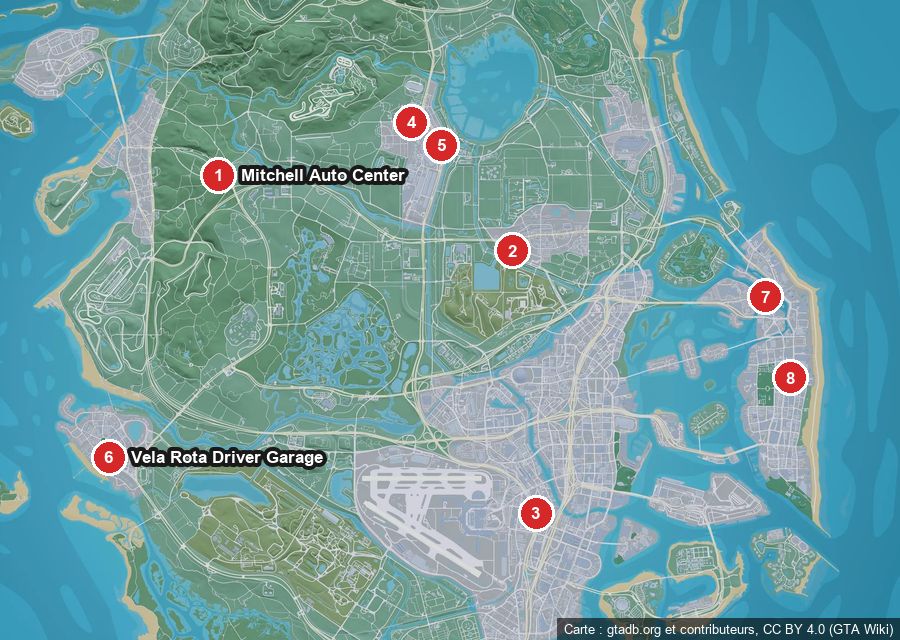 4
5
1 Mitchell Auto Center
2
7
8
6 Vela Rota Driver Garage
3
Carte : gtadb.org et contributeurs, CC BY 4.0 (GTA Wiki)